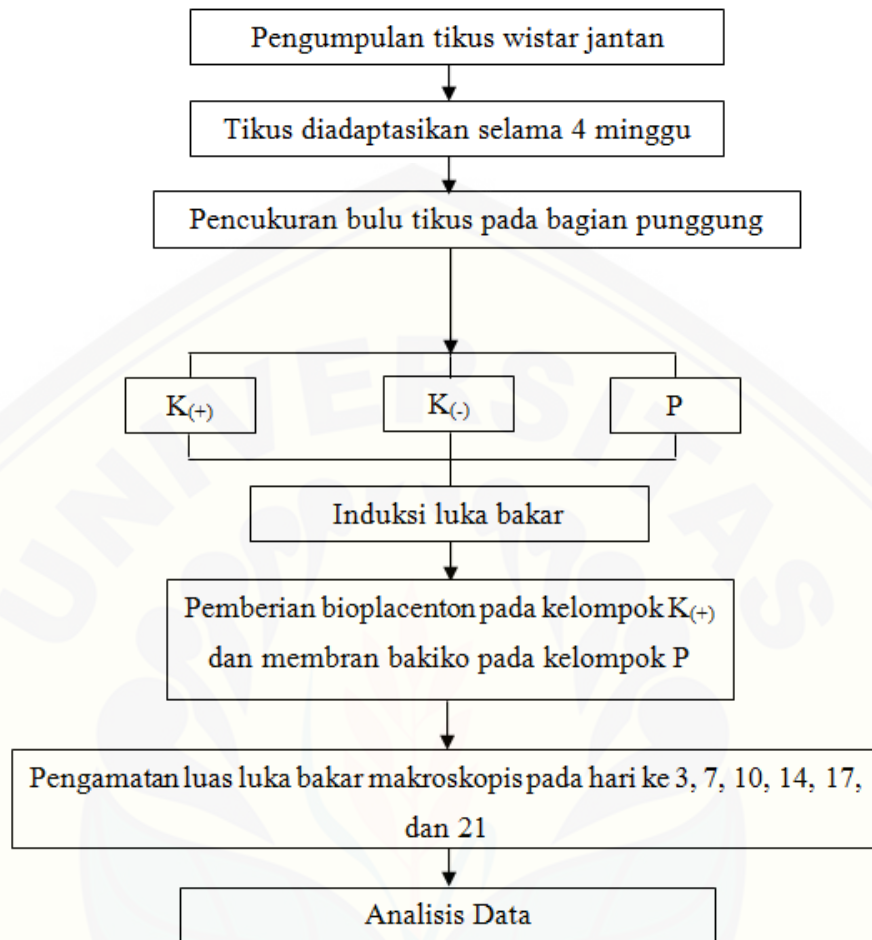 Pengumpulan tikus wistar jantan
Tikus diadaptasikan selama 4 minggu
Pencukuran bulu tikus pada bagian punggung
K(+)
K(-)
P
Induksi luka bakar
Pemberian bioplacenton pada kelompok K(+)
dan membran bakiko pada kelompok P
Pengamatan luas luka bakar makroskopis pada hari ke 3, 7, 10, 14, 17,
dan 21
Analisis Data
UNIVERSITAS